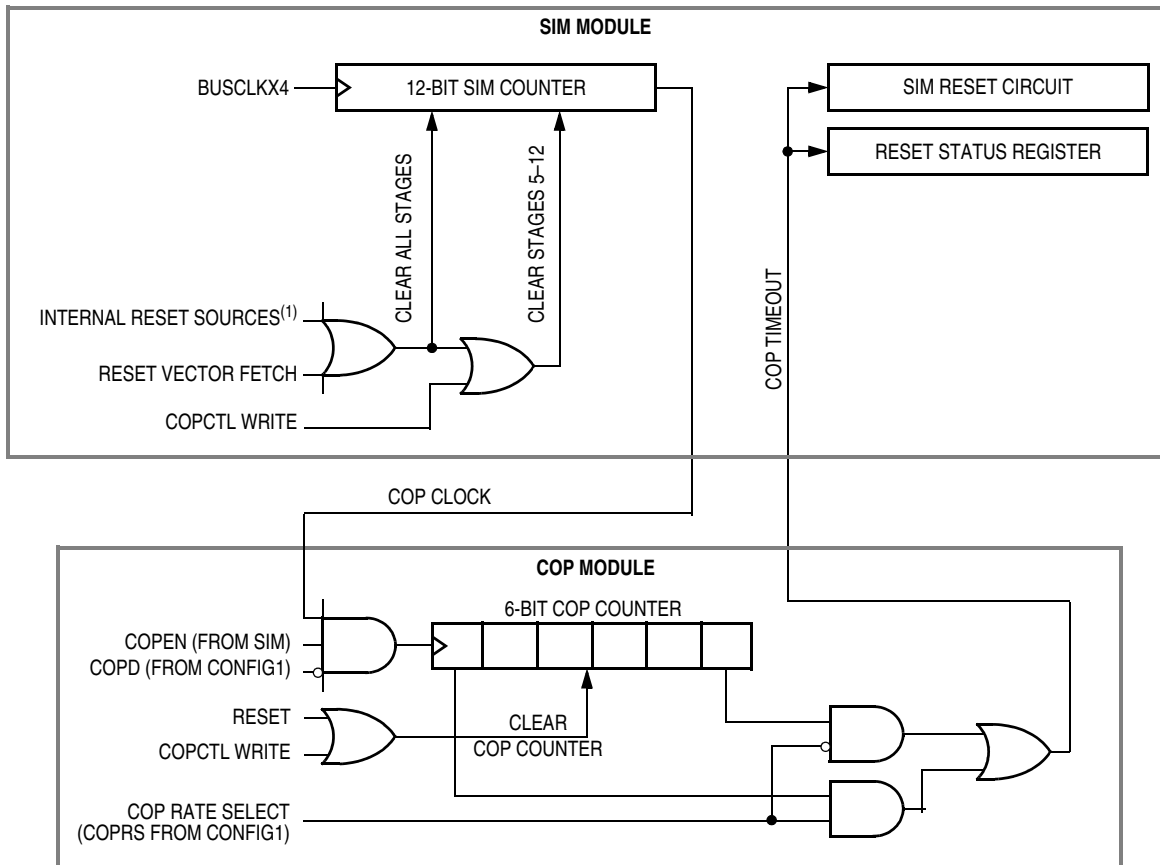 SIM MODULE
BUSCLKX4
12-BIT SIM COUNTER
SIM RESET CIRCUIT
RESET STATUS REGISTER
CLEAR ALL STAGES
CLEAR STAGES 5–12
INTERNAL RESET SOURCES(1)
RESET VECTOR FETCH
COPCTL WRITE
COP TIMEOUT
COP CLOCK
COP MODULE
6-BIT COP COUNTER
COPEN (FROM SIM)
COPD (FROM CONFIG1)
RESET
COPCTL WRITE
CLEAR
COP COUNTER
COP RATE SELECT
(COPRS FROM CONFIG1)